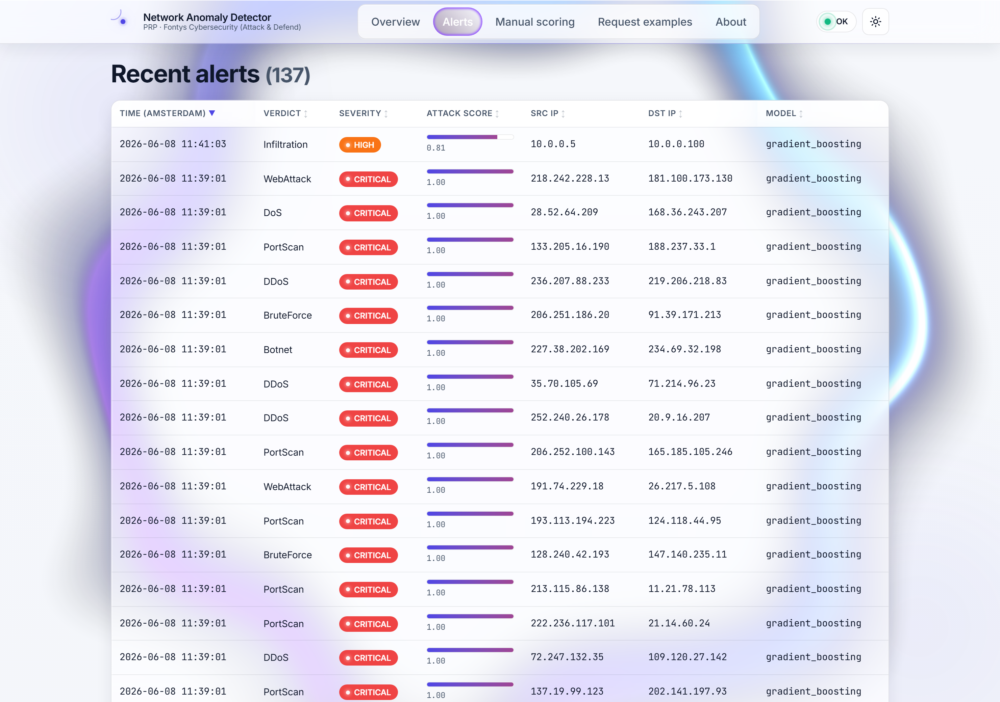 Network Anomaly Detector
PRP · Fontys Cybersecurity (Attack & Defend)
Overview Alerts Manual scoring Request examples About
OK
Recent alerts (137)
TIME (AMSTERDAM) ▼ VERDICT ↕ SEVERITY ↕ ATTACK SCORE ↕ SRC IP ↕ DST IP ↕ MODEL ↕
2026-06-08 11:41:03 Infiltration HIGH 0.81 10.0.0.5 10.0.0.100 gradient_boosting
2026-06-08 11:39:01 WebAttack CRITICAL 1.00 218.242.228.13 181.100.173.130 gradient_boosting
2026-06-08 11:39:01 DoS CRITICAL 1.00 28.52.64.209 168.36.243.207 gradient_boosting
2026-06-08 11:39:01 PortScan CRITICAL 1.00 133.205.16.190 188.237.33.1 gradient_boosting
2026-06-08 11:39:01 DDoS CRITICAL 1.00 236.207.88.233 219.206.218.83 gradient_boosting
2026-06-08 11:39:01 BruteForce CRITICAL 1.00 206.251.186.20 91.39.171.213 gradient_boosting
2026-06-08 11:39:01 Botnet CRITICAL 1.00 227.38.202.169 234.69.32.198 gradient_boosting
2026-06-08 11:39:01 DDoS CRITICAL 1.00 35.70.105.69 71.214.96.23 gradient_boosting
2026-06-08 11:39:01 DDoS CRITICAL 1.00 252.240.26.178 20.9.16.207 gradient_boosting
2026-06-08 11:39:01 PortScan CRITICAL 1.00 206.252.100.143 165.185.105.246 gradient_boosting
2026-06-08 11:39:01 WebAttack CRITICAL 1.00 191.74.229.18 26.217.5.108 gradient_boosting
2026-06-08 11:39:01 PortScan CRITICAL 1.00 193.113.194.223 124.118.44.95 gradient_boosting
2026-06-08 11:39:01 BruteForce CRITICAL 1.00 128.240.42.193 147.140.235.11 gradient_boosting
2026-06-08 11:39:01 PortScan CRITICAL 1.00 213.115.86.138 11.21.78.113 gradient_boosting
2026-06-08 11:39:01 PortScan CRITICAL 1.00 222.236.117.101 21.14.60.24 gradient_boosting
2026-06-08 11:39:01 DDoS CRITICAL 1.00 72.247.132.35 109.120.27.142 gradient_boosting
2026-06-08 11:39:01 PortScan CRITICAL 1.00 137.19.99.123 202.141.197.93 gradient_boosting